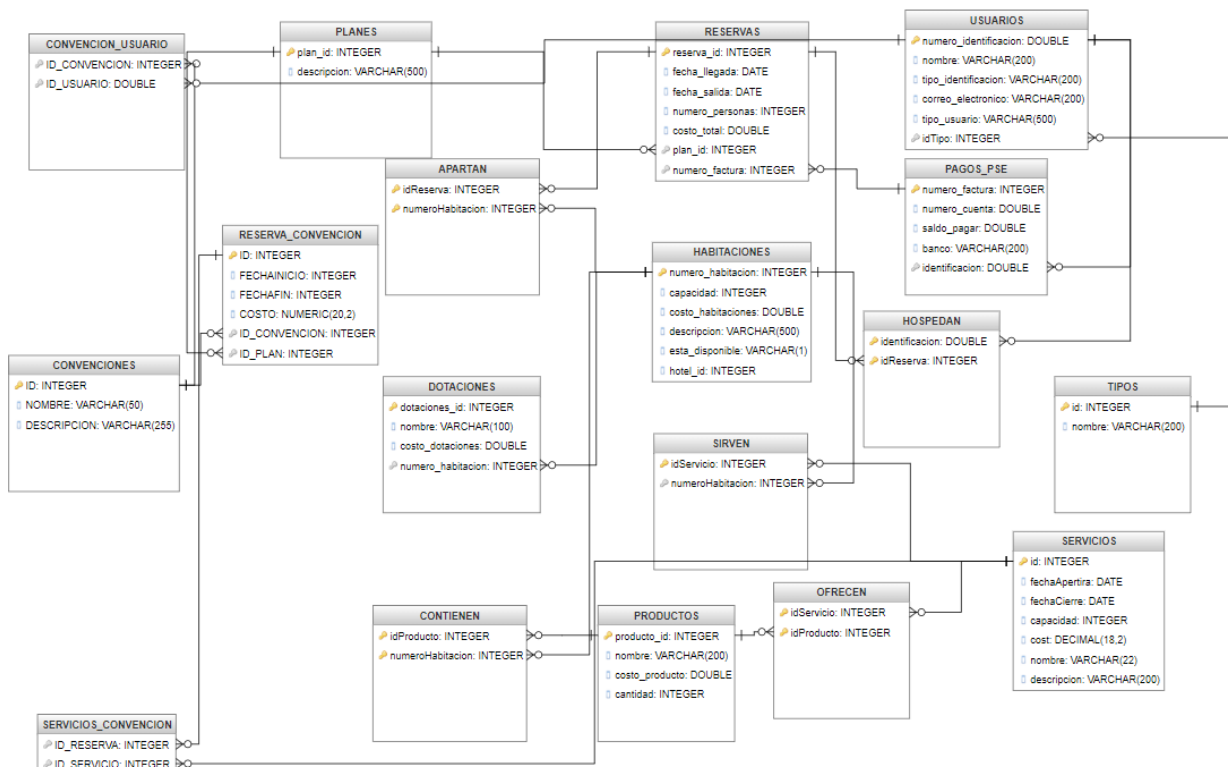 CONVENCION_USUARIO
ID_CONVENCION: INTEGER
ID_USUARIO: DOUBLE
PLANES
plan_id: INTEGER
descripcion: VARCHAR(500)
RESERVAS
reserva_id: INTEGER
fecha_llegada: DATE
fecha_salida: DATE
numero_personas: INTEGER
costo_total: DOUBLE
plan_id: INTEGER
numero_factura: INTEGER
USUARIOS
numero_identificacion: DOUBLE
nombre: VARCHAR(200)
tipo_identificacion: VARCHAR(200)
correo_electronico: VARCHAR(200)
tipo_usuario: VARCHAR(500)
idTipo: INTEGER
APARTAN
idReserva: INTEGER
numeroHabitacion: INTEGER
PAGOS_PSE
numero_factura: INTEGER
numero_cuenta: DOUBLE
saldo_pagar: DOUBLE
banco: VARCHAR(200)
identificacion: DOUBLE
RESERVA_CONVENCION
ID: INTEGER
FECHAINICIO: INTEGER
FECHAFIN: INTEGER
COSTO: NUMERIC(20,2)
ID_CONVENCION: INTEGER
ID_PLAN: INTEGER
HABITACIONES
numero_habitacion: INTEGER
capacidad: INTEGER
costo_habitaciones: DOUBLE
descripcion: VARCHAR(500)
esta_disponible: VARCHAR(1)
hotel_id: INTEGER
HOSPEDAN
identificacion: DOUBLE
idReserva: INTEGER
CONVENCIONES
ID: INTEGER
NOMBRE: VARCHAR(50)
DESCRIPCION: VARCHAR(255)
DOTACIONES
dotaciones_id: INTEGER
nombre: VARCHAR(100)
costo_dotaciones: DOUBLE
numero_habitacion: INTEGER
TIPOS
id: INTEGER
nombre: VARCHAR(200)
SIRVEN
idServicio: INTEGER
numeroHabitacion: INTEGER
SERVICIOS
id: INTEGER
fechaApertira: DATE
fechaCierre: DATE
capacidad: INTEGER
cost: DECIMAL(18,2)
nombre: VARCHAR(22)
descripcion: VARCHAR(200)
CONTIENEN
idProducto: INTEGER
numeroHabitacion: INTEGER
PRODUCTOS
producto_id: INTEGER
nombre: VARCHAR(200)
costo_producto: DOUBLE
cantidad: INTEGER
OFRECEN
idServicio: INTEGER
idProducto: INTEGER
SERVICIOS_CONVENCION
ID_RESERVA: INTEGER
ID_SERVICIO: INTEGER